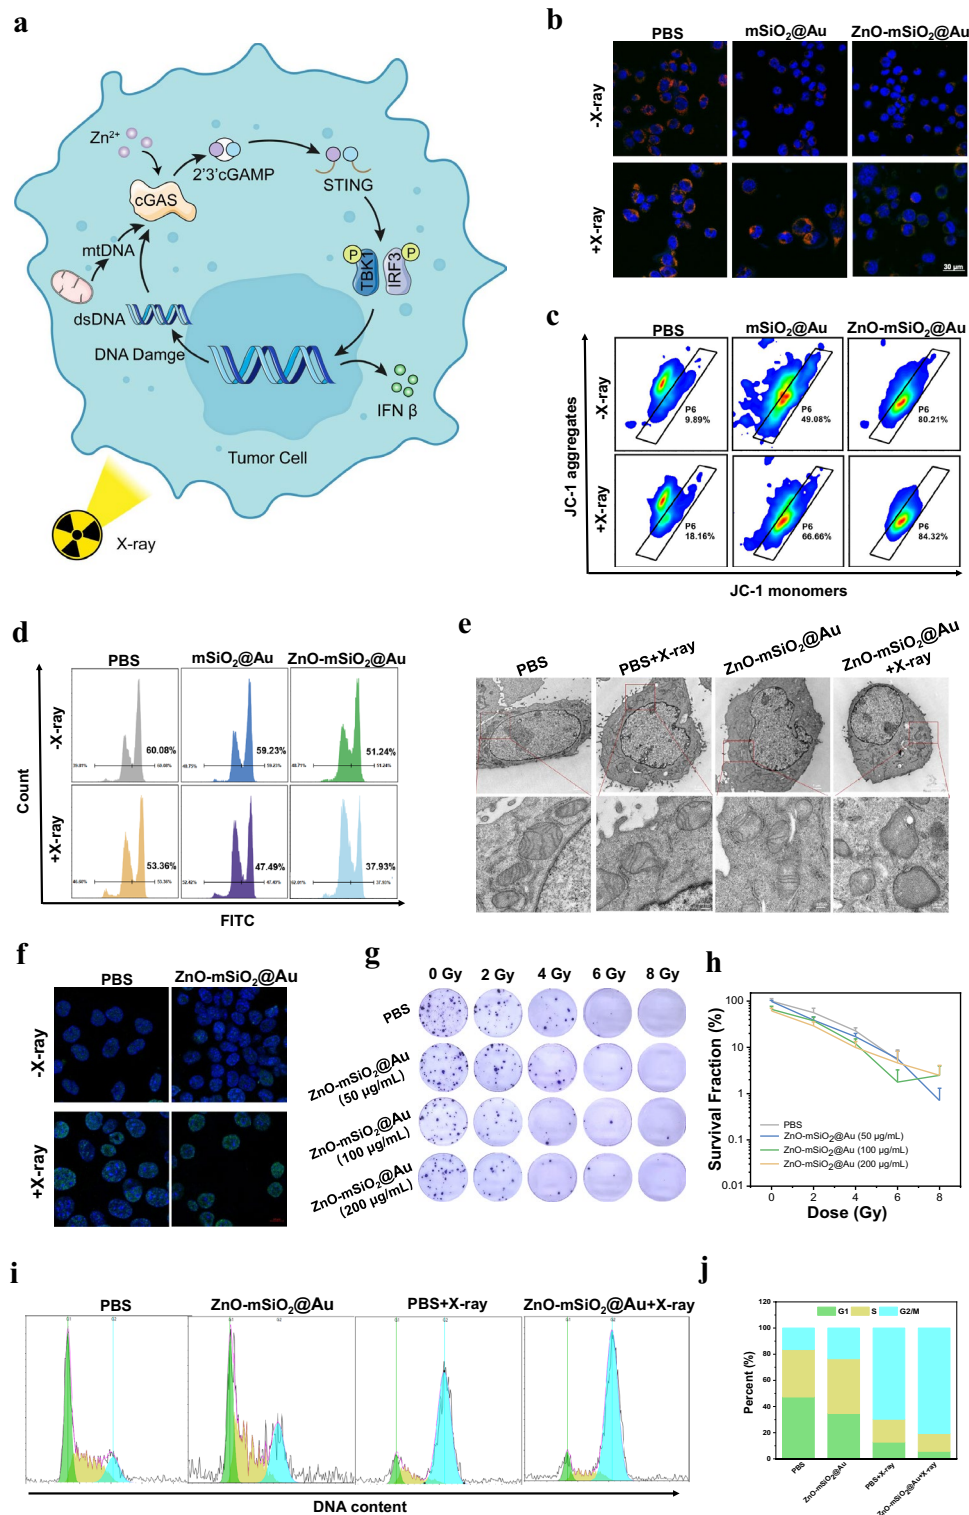 a
Zn²⁺
cGAS
2'3'cGAMP
STING
mtDNA
P
TBK1
IRF3
P
dsDNA
DNA Damge
IFN β
Tumor Cell
X-ray
b
PBS
mSiO₂@Au
ZnO-mSiO₂@Au
-X-ray
+X-ray
30 μm
c
PBS
mSiO₂@Au
ZnO-mSiO₂@Au
JC-1 aggregates
-X-ray
P6
9.89%
P6
49.08%
P6
80.21%
+X-ray
P6
18.16%
P6
66.66%
P6
84.32%
JC-1 monomers
d
PBS
mSiO₂@Au
ZnO-mSiO₂@Au
Count
-X-ray
60.08%
59.23%
51.24%
+X-ray
53.36%
47.49%
37.93%
FITC
e
PBS
PBS+X-ray
ZnO-mSiO₂@Au
ZnO-mSiO₂@Au
+X-ray
f
PBS
ZnO-mSiO₂@Au
-X-ray
+X-ray
g
0 Gy 2 Gy 4 Gy 6 Gy 8 Gy
PBS
ZnO-mSiO₂@Au
(50 μg/mL)
ZnO-mSiO₂@Au
(100 μg/mL)
ZnO-mSiO₂@Au
(200 μg/mL)
h
Survival Fraction (%)
100
10
1
0.1
0.01
PBS
ZnO-mSiO₂@Au (50 μg/mL)
ZnO-mSiO₂@Au (100 μg/mL)
ZnO-mSiO₂@Au (200 μg/mL)
0 2 4 6 8
Dose (Gy)
i
PBS
ZnO-mSiO₂@Au
PBS+X-ray
ZnO-mSiO₂@Au+X-ray
G1 G2
G1 G2
G1 G2
G1 G2
DNA content
j
G1 S G2/M
Percent (%)
120
100
80
60
40
20
0
PBS
ZnO-mSiO₂@Au
PBS+X-ray
ZnO-mSiO₂@Au+X-ray